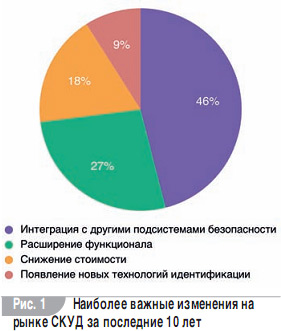 9%
18%
46%
27%
Интеграция с другими подсистемами безопасности
Расширение функционала
Снижение стоимости
Появление новых технологий идентификации
Рис. 1 Наиболее важные изменения на
рынке СКУД за последние 10 лет